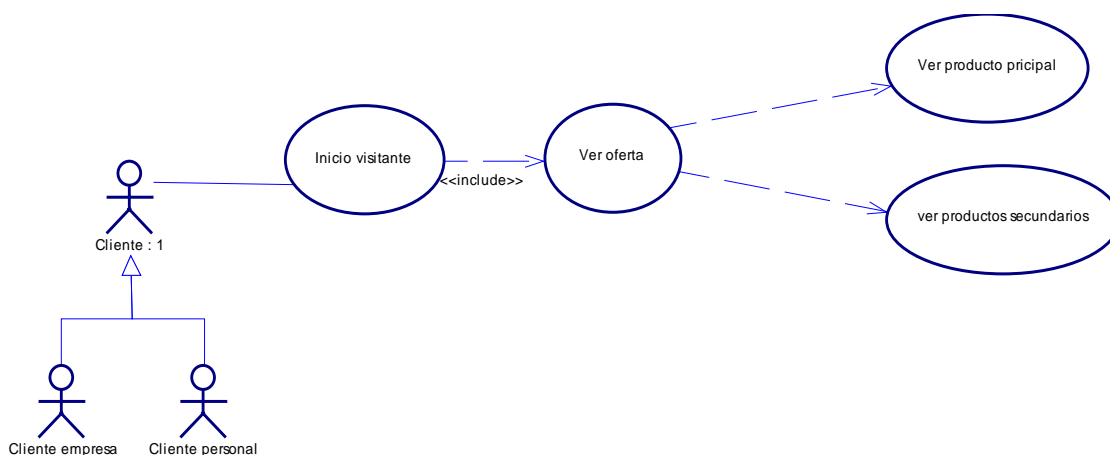 Ver producto pricipal
Inicio visitante
Ver oferta
<<include>>
ver productos secundarios
Cliente : 1
Cliente empresa
Cliente personal